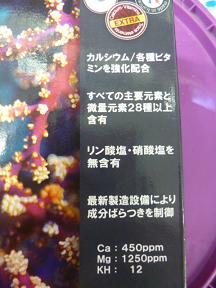 EXTRA
カルシウム/各種ビタ
ミンを強化配合
すべての主要元素と
微量元素28種以上
含有
リン酸塩・硝酸塩を
無含有
最新製造設備により
成分ばらつきを制御
Ca : 450ppm
Mg : 1250ppm
KH : 12